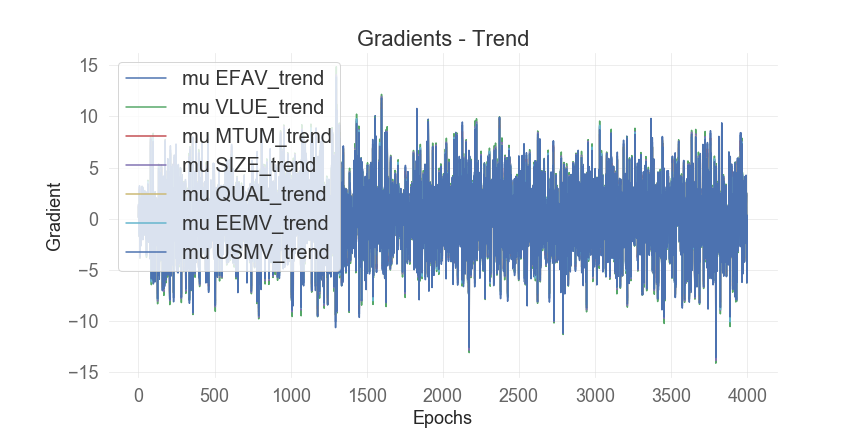 Gradients - Trend
mu EFAV_trend
mu VLUE_trend
mu MTUM_trend
mu SIZE_trend
mu QUAL_trend
mu EEMV_trend
mu USMV_trend
Gradient
15
10
5
0
−5
−10
−15
0 500 1000 1500 2000 2500 3000 3500 4000
Epochs